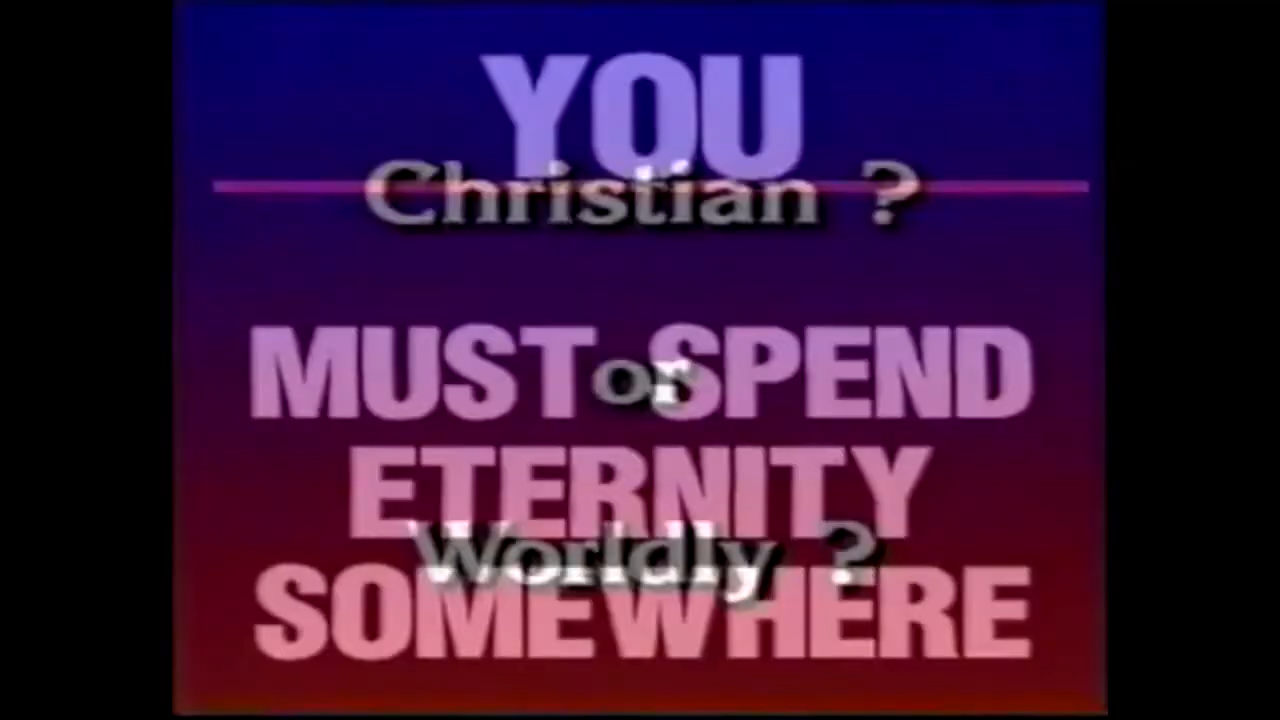 YOU
Christian ?
MUST SPEND
or
ETERNITY
Worldly ?
SOMEWHERE